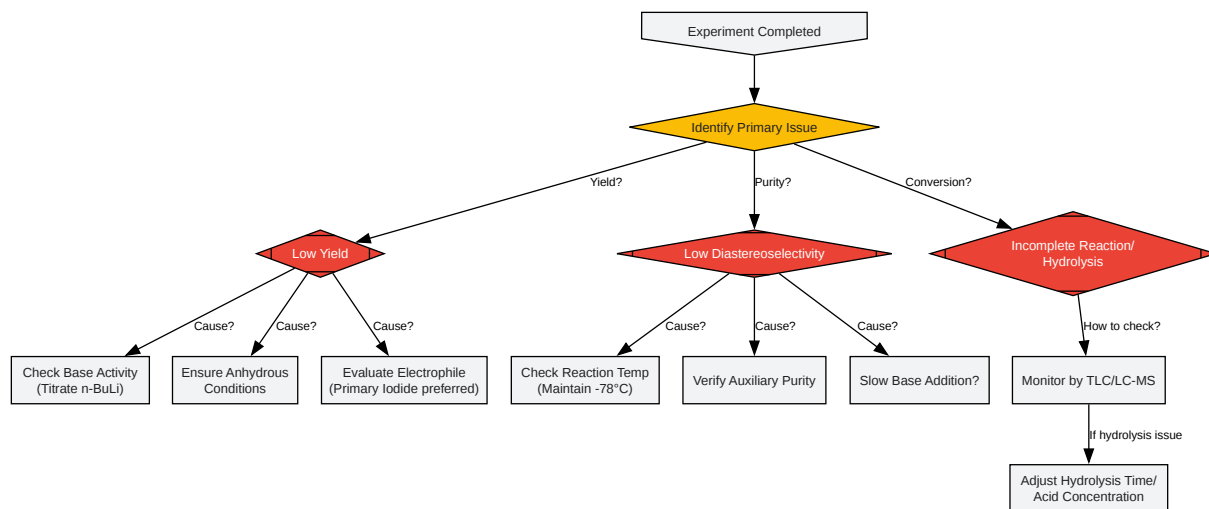 Experiment Completed
Identify Primary Issue
Yield?
Purity?
Conversion?
Low Yield
Low Diastereoselectivity
Incomplete Reaction/
Hydrolysis
Cause?
Cause?
Cause?
Cause?
Cause?
Cause?
How to check?
Check Base Activity
(Titrate n-BuLi)
Ensure Anhydrous
Conditions
Evaluate Electrophile
(Primary Iodide preferred)
Check Reaction Temp
(Maintain -78°C)
Verify Auxiliary Purity
Slow Base Addition?
Monitor by TLC/LC-MS
If hydrolysis issue
Adjust Hydrolysis Time/
Acid Concentration